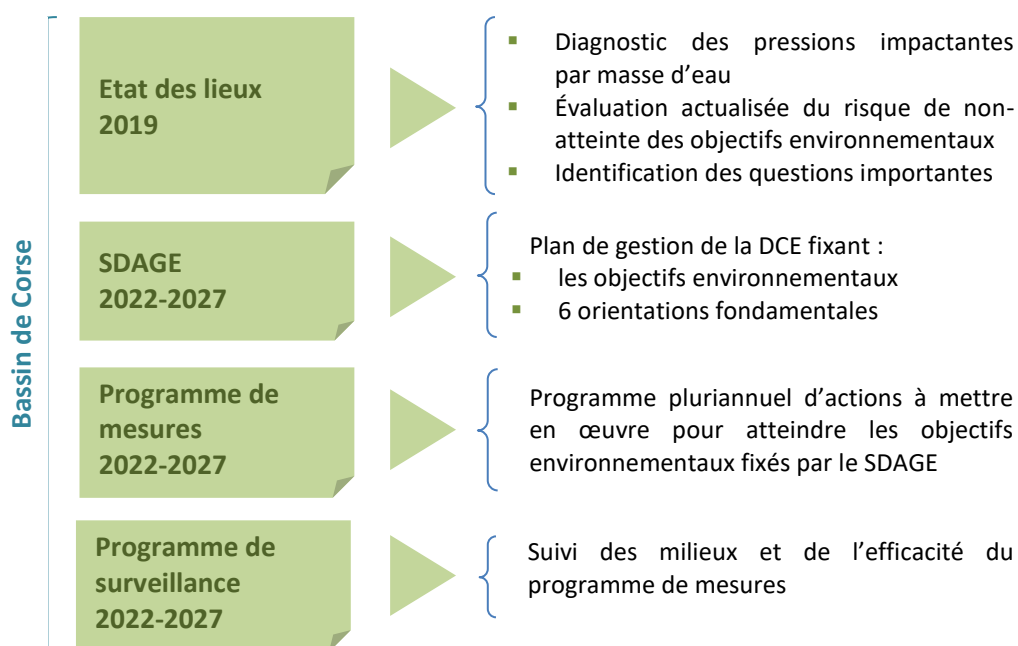 Bassin de Corse
Etat des lieux
2019
▪ Diagnostic des pressions impactantes
par masse d'eau
▪ Évaluation actualisée du risque de non-
atteinte des objectifs environnementaux
▪ Identification des questions importantes
SDAGE
2022-2027
Plan de gestion de la DCE fixant :
▪ les objectifs environnementaux
▪ 6 orientations fondamentales
Programme de
mesures
2022-2027
Programme pluriannuel d'actions à mettre
en œuvre pour atteindre les objectifs
environnementaux fixés par le SDAGE
Programme de
surveillance
2022-2027
Suivi des milieux et de l'efficacité du
programme de mesures